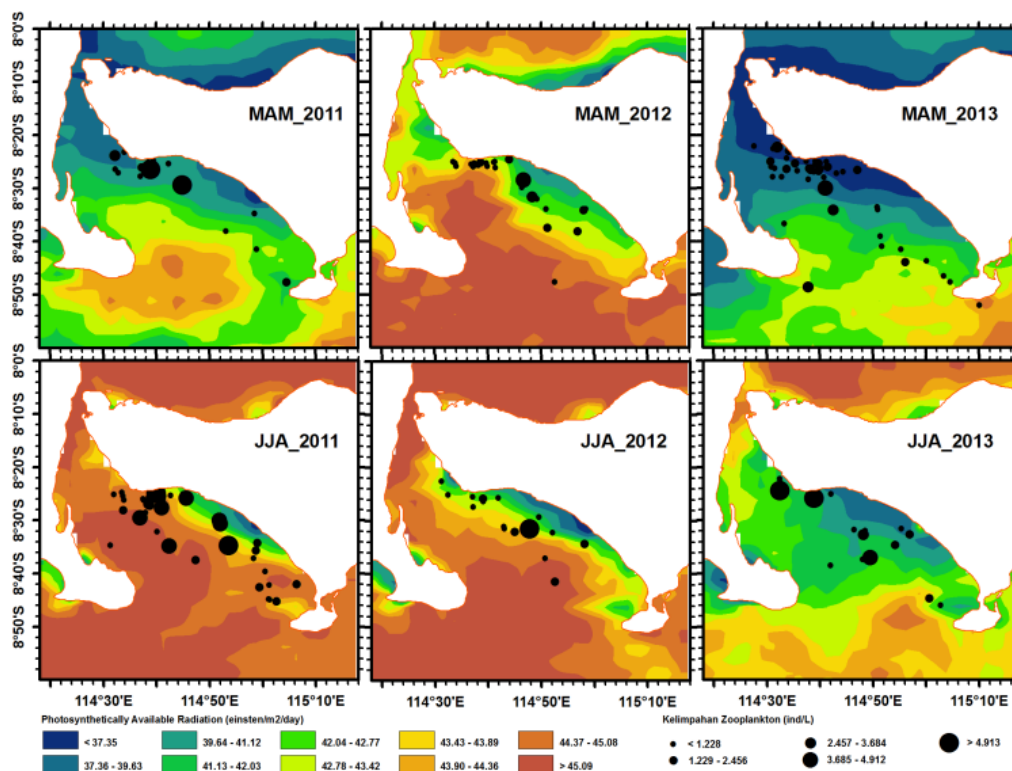 8°0'S
MAM_2011
MAM_2012
MAM_2013
8°10'S
8°20'S
8°30'S
8°40'S
8°50'S
8°0'S
JJA_2011
JJA_2012
JJA_2013
8°10'S
8°20'S
8°30'S
8°40'S
8°50'S
114°30'E 114°50'E 115°10'E 114°30'E 114°50'E 115°10'E 114°30'E 114°50'E 115°10'E
Photosynthetically Available Radiation (einsten/m2/day)
< 37.35 39.64 - 41.12 42.04 - 42.77 43.43 - 43.89 44.37 - 45.08
37.36 - 39.63 41.13 - 42.03 42.78 - 43.42 43.90 - 44.36 > 45.09
Kelimpahan Zooplankton (ind/L)
< 1.228 2.457 - 3.684 > 4.913
1.229 - 2.456 3.685 - 4.912